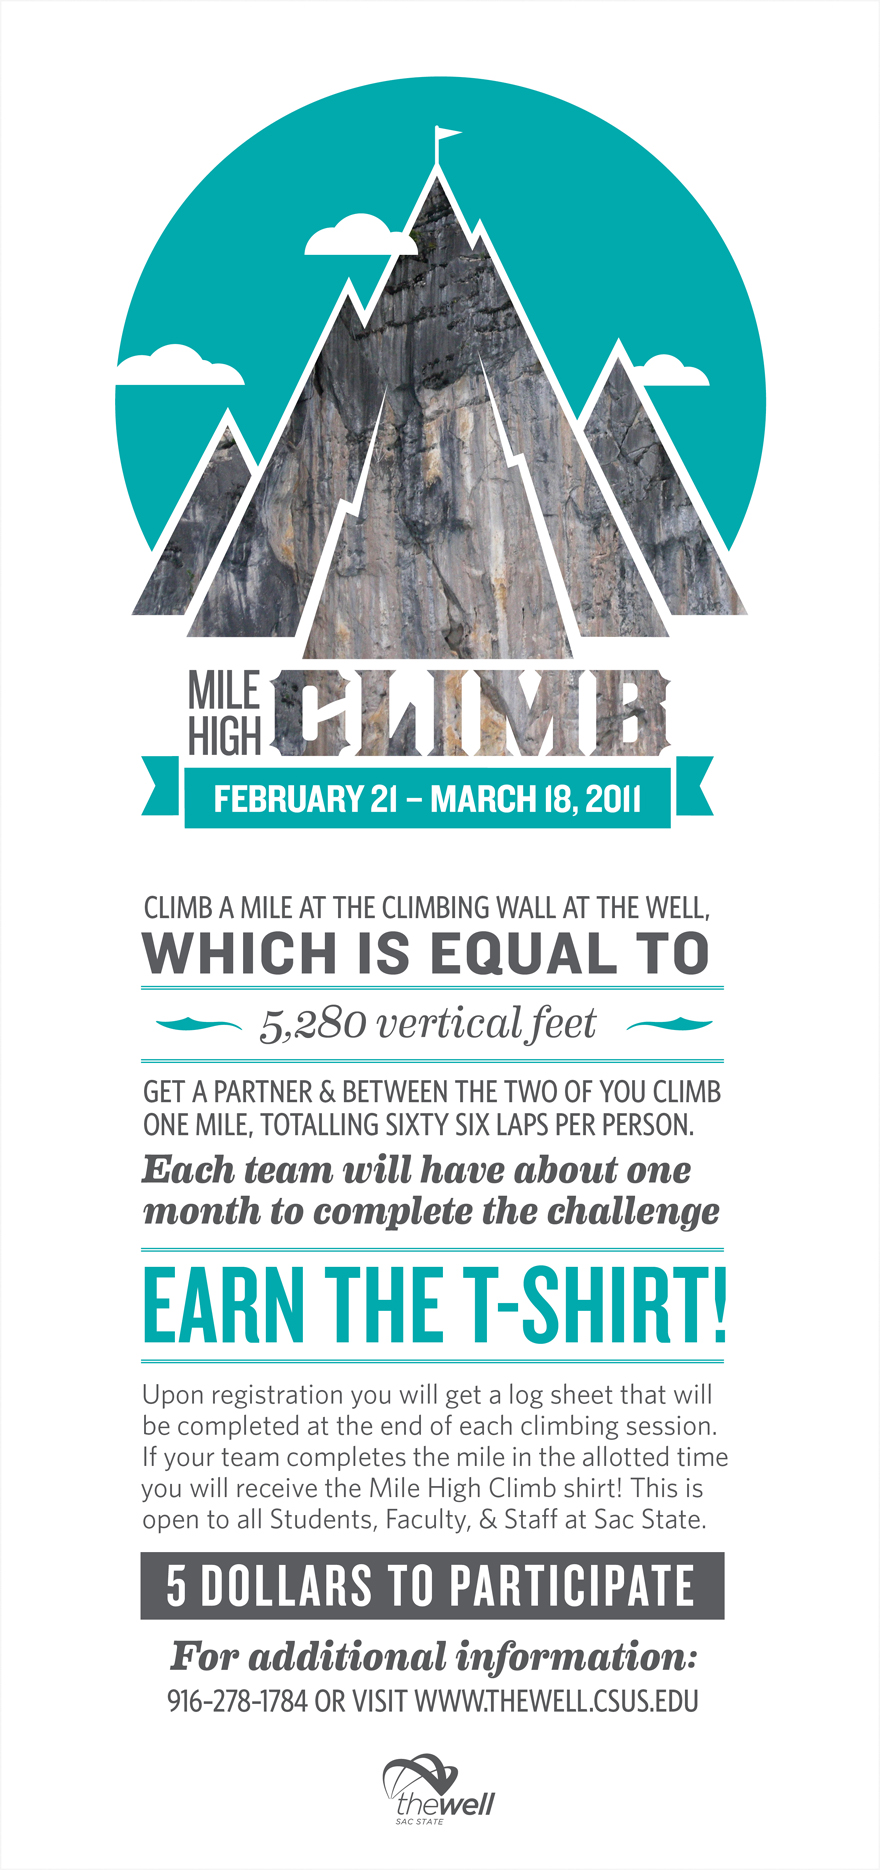 MILE
HIGH CLIMB
FEBRUARY 21 – MARCH 18, 2011
CLIMB A MILE AT THE CLIMBING WALL AT THE WELL,
WHICH IS EQUAL TO
5,280 vertical feet
GET A PARTNER & BETWEEN THE TWO OF YOU CLIMB
ONE MILE, TOTALLING SIXTY SIX LAPS PER PERSON.
Each team will have about one
month to complete the challenge
EARN THE T-SHIRT!
Upon registration you will get a log sheet that will
be completed at the end of each climbing session.
If your team completes the mile in the allotted time
you will receive the Mile High Climb shirt! This is
open to all Students, Faculty, & Staff at Sac State.
5 DOLLARS TO PARTICIPATE
For additional information:
916-278-1784 OR VISIT WWW.THEWELL.CSUS.EDU
thewell
SAC STATE